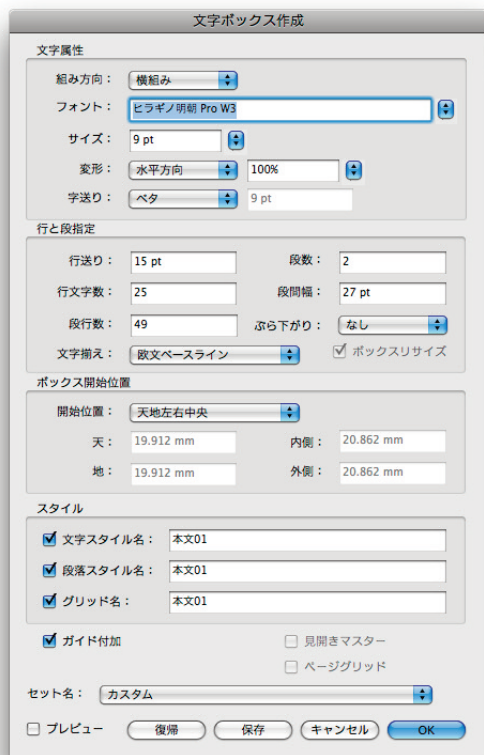 文字ボックス作成
文字属性
組み方向： 横組み
フォント： ヒラギノ明朝 Pro W3
サイズ： 9 pt
変形： 水平方向 100%
字送り： ベタ 9 pt
行と段指定
行送り： 15 pt 段数： 2
行文字数： 25 段間幅： 27 pt
段行数： 49 ぶら下がり： なし
文字揃え： 欧文ベースライン ボックスリサイズ
ボックス開始位置
開始位置： 天地左右中央
天： 19.912 mm 内側： 20.862 mm
地： 19.912 mm 外側： 20.862 mm
スタイル
文字スタイル名： 本文01
段落スタイル名： 本文01
グリッド名： 本文01
ガイド付加 見開きマスター
ページグリッド
セット名： カスタム
プレビュー 復帰 保存 キャンセル OK